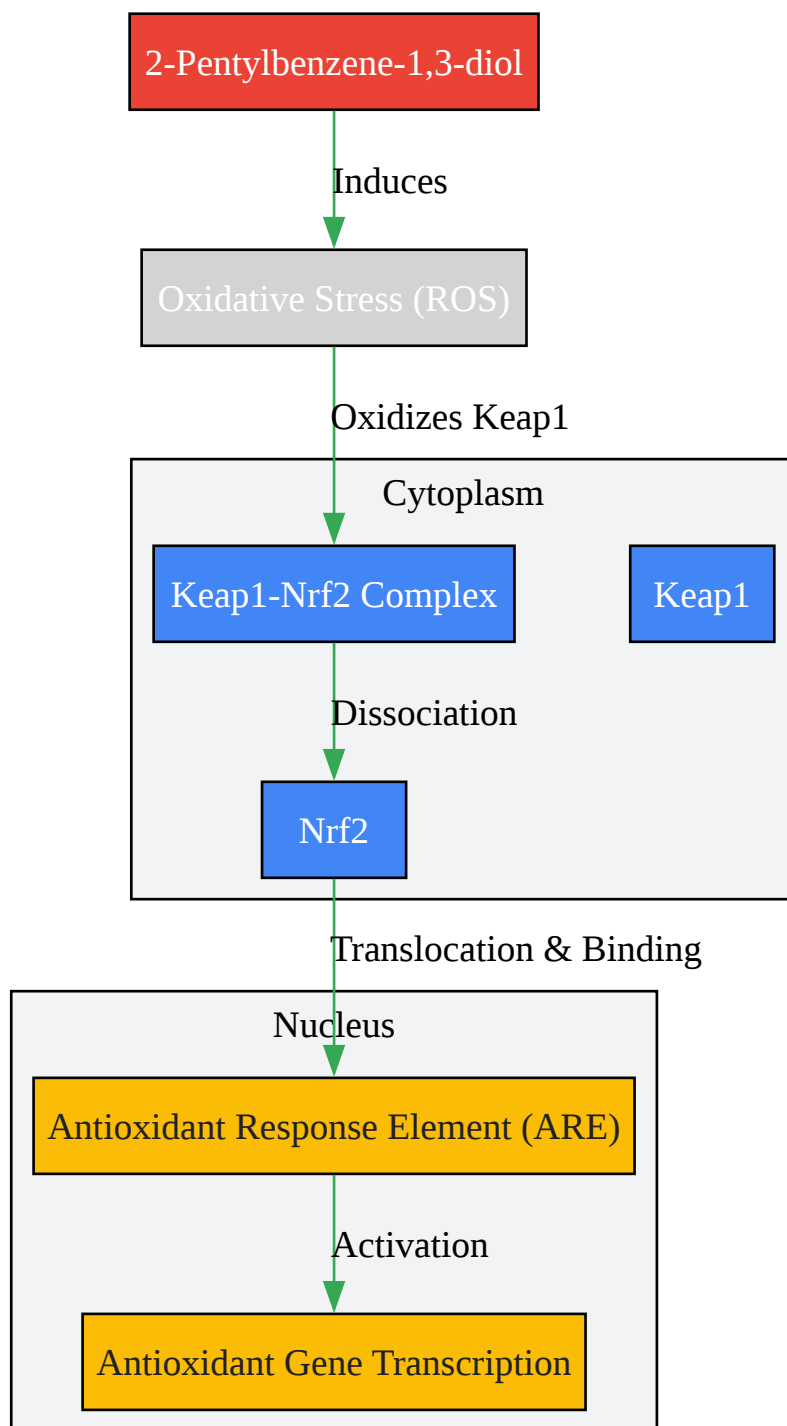 2-Pentylbenzene-1,3-diol
Induces
Oxidative Stress (ROS)
Oxidizes Keap1
Cytoplasm
Keap1-Nrf2 Complex
Keap1
Dissociation
Nrf2
Translocation & Binding
Nucleus
Antioxidant Response Element (ARE)
Activation
Antioxidant Gene Transcription